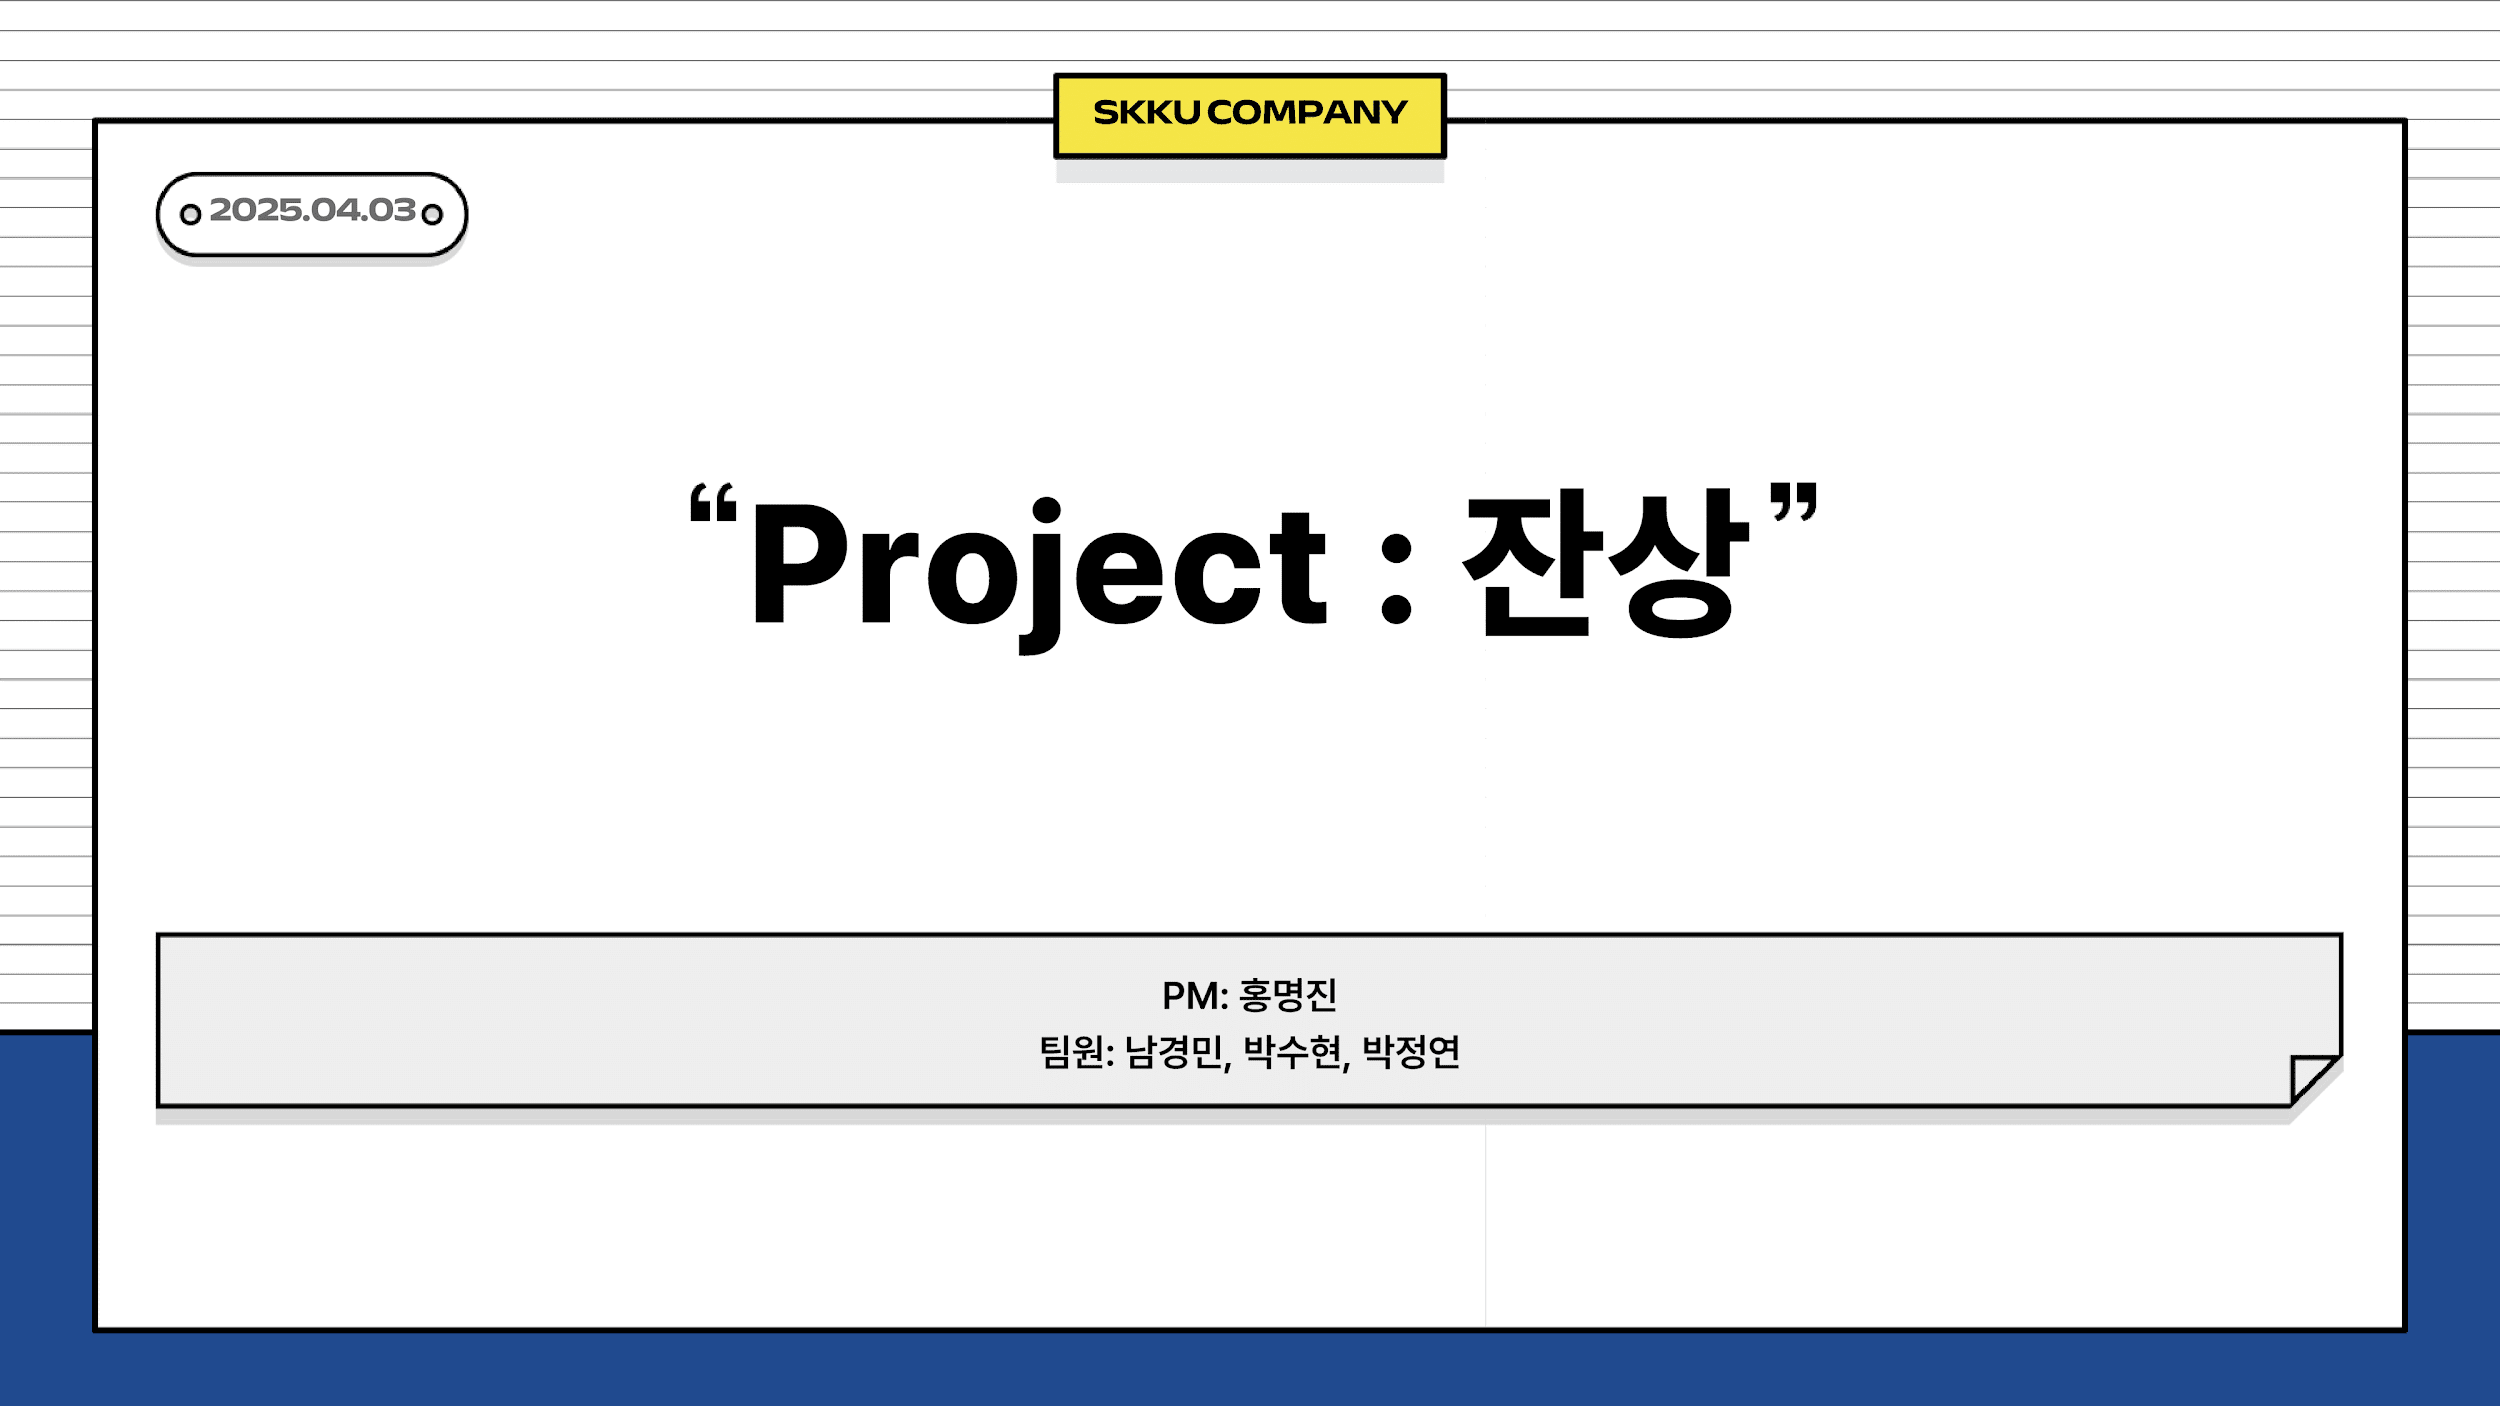 SKKU COMPANY
2025.04.03
“Project : 잔상”
PM: 홍명진
팀원: 남경민, 박수현, 박정연